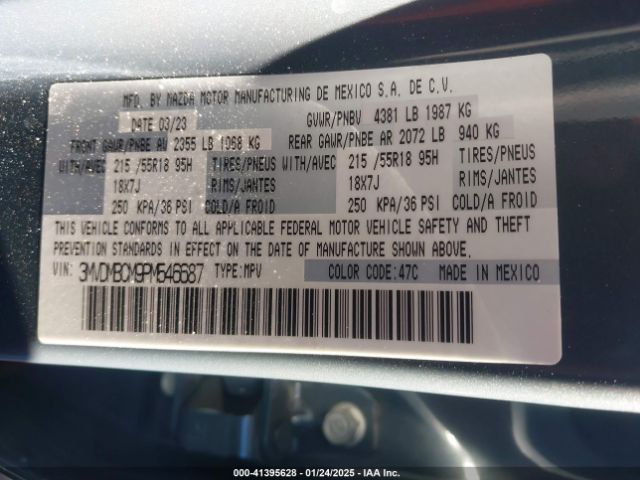 MFD. BY MAZDA MOTOR MANUFACTURING DE MEXICO S.A. DE C.V.
DATE 03/23 GVWR/PNBV 4381 LB 1987 KG
FRONT GAWR/PNBE AV 2355 LB 1068 KG REAR GAWR/PNBE AR 2072 LB 940 KG
WITH/AVEC 215 /55R18 95H TIRES/PNEUS WITH/AVEC 215 /55R18 95H TIRES/PNEUS
18X7J RIMS/JANTES 18X7J RIMS/JANTES
250 KPA/36 PSI COLD/A FROID 250 KPA/36 PSI COLD/A FROID
THIS VEHICLE CONFORMS TO ALL APPLICABLE FEDERAL MOTOR VEHICLE SAFETY AND THEFT
PREVENTION STANDARDS IN EFFECT ON THE DATE OF MANUFACTURE SHOWN ABOVE.
VIN: 3MVDMBCM9PM546687 TYPE:MPV COLOR CODE:47C MADE IN MEXICO
000-41395628 - 01/24/2025 - IAA Inc.